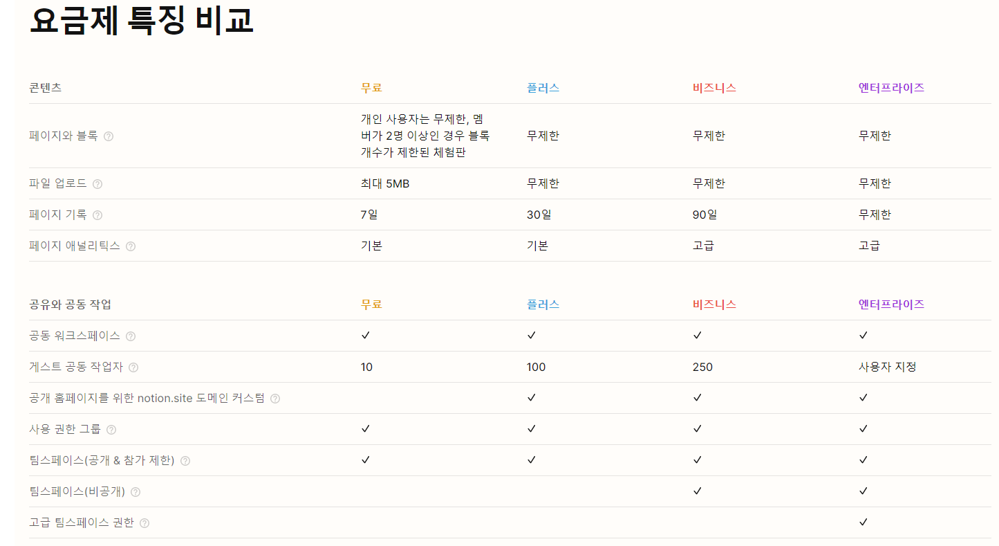 요금제 특징 비교
콘텐츠 무료 플러스 비즈니스 엔터프라이즈
페이지와 블록 개인 사용자는 무제한, 멤
버가 2명 이상인 경우 블록
개수가 제한된 체험판 무제한 무제한 무제한
파일 업로드 최대 5MB 무제한 무제한 무제한
페이지 기록 7일 30일 90일 무제한
페이지 애널리틱스 기본 기본 고급 고급
공유와 공동 작업 무료 플러스 비즈니스 엔터프라이즈
공동 워크스페이스 ✓ ✓ ✓ ✓
게스트 공동 작업자 10 100 250 사용자 지정
공개 홈페이지를 위한 notion.site 도메인 커스텀 ✓ ✓ ✓
사용 권한 그룹 ✓ ✓ ✓ ✓
팀스페이스(공개 & 참가 제한) ✓ ✓ ✓ ✓
팀스페이스(비공개) ✓ ✓
고급 팀스페이스 권한 ✓